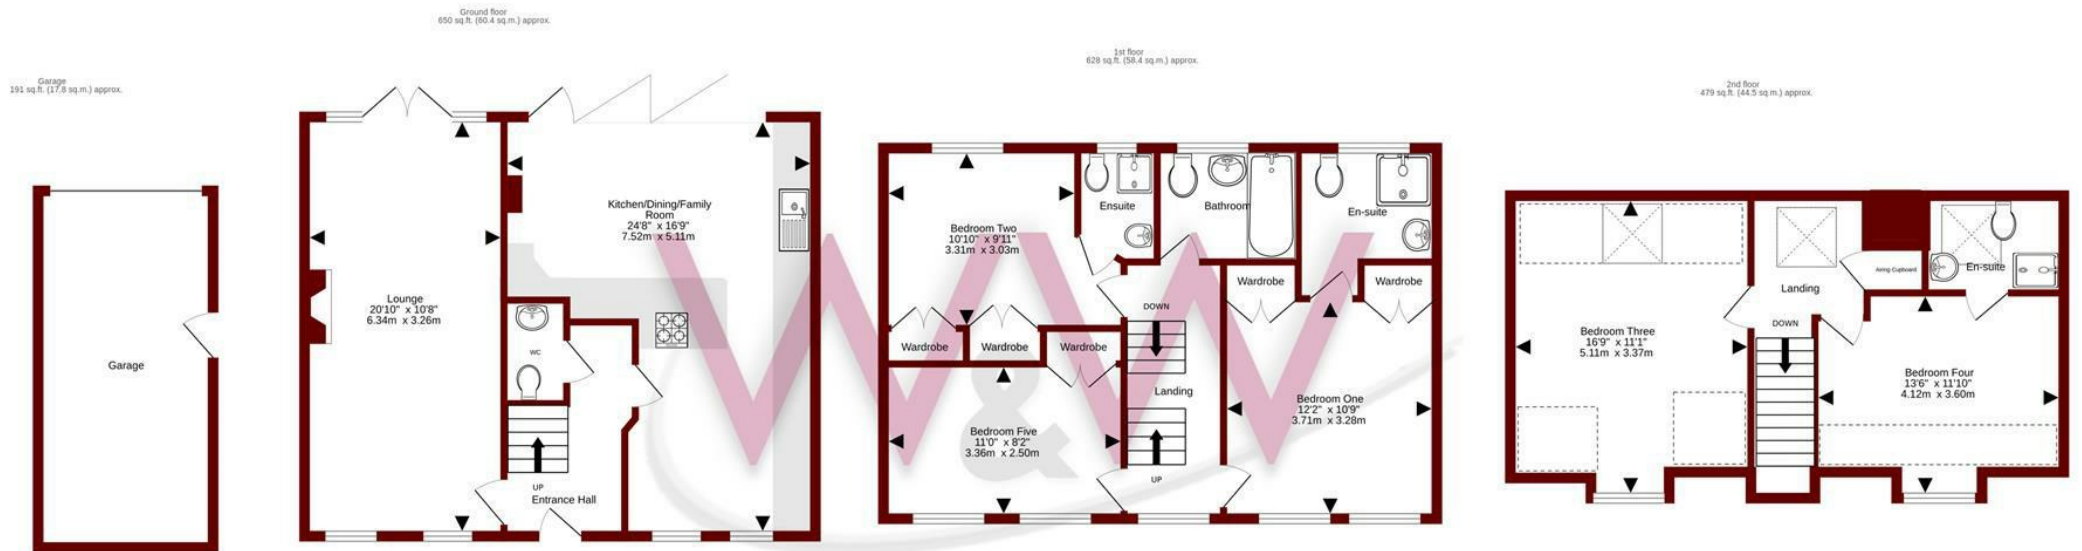 Garage
191 sq.ft. (17.8 sq.m.) approx.
Garage
Ground floor
650 sq.ft. (60.4 sq.m.) approx.
Lounge
20'10" x 10'8"
6.34m x 3.26m
Kitchen/Dining/Family
Room
24'8" x 16'9"
7.52m x 5.11m
WC
UP
Entrance Hall
1st floor
628 sq.ft. (58.4 sq.m.) approx.
Bedroom Two
10'10" x 9'11"
3.31m x 3.03m
Ensuite
Bathroom
En-suite
Wardrobe
Wardrobe
Wardrobe
Wardrobe
Wardrobe
DOWN
Landing
UP
Bedroom One
12'2" x 10'9"
3.71m x 3.28m
Bedroom Five
11'0" x 8'2"
3.36m x 2.50m
W&W
2nd floor
479 sq.ft. (44.5 sq.m.) approx.
Bedroom Three
16'9" x 11'1"
5.11m x 3.37m
Landing
DOWN
Airing Cupboard
En-suite
Bedroom Four
13'6" x 11'10"
4.12m x 3.60m